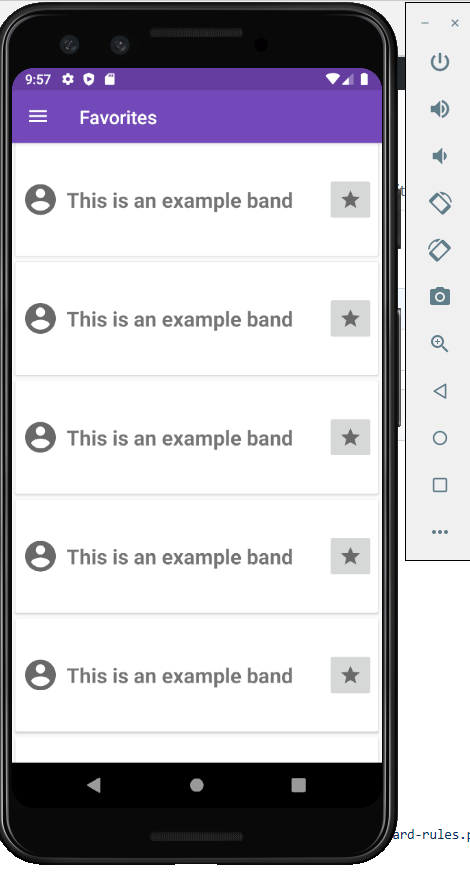 9:57
Favorites
This is an example band
This is an example band
This is an example band
This is an example band
This is an example band
ard-rules.p